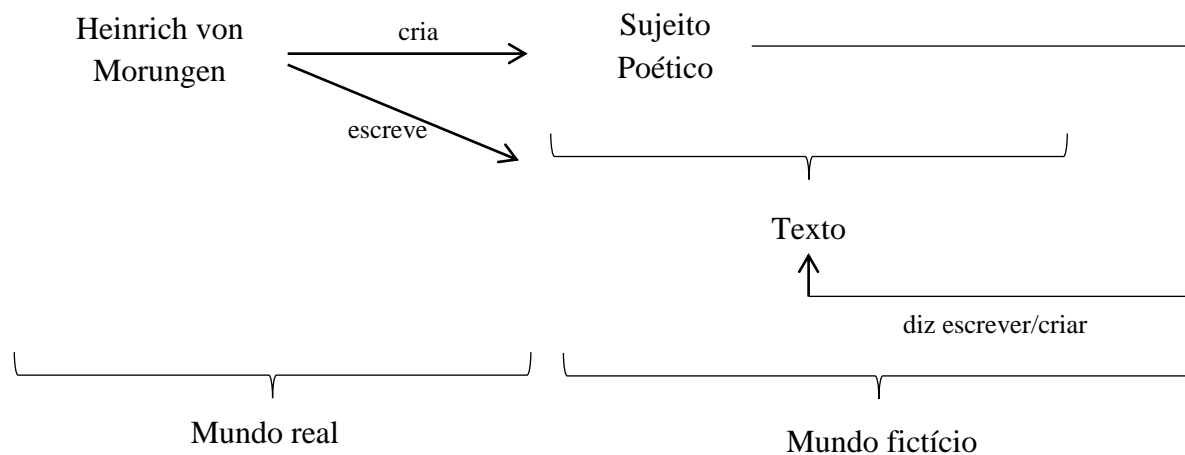 Heinrich von
Morungen
cria
Sujeito
Poético
escreve
Texto
diz escrever/criar
Mundo real
Mundo fictício